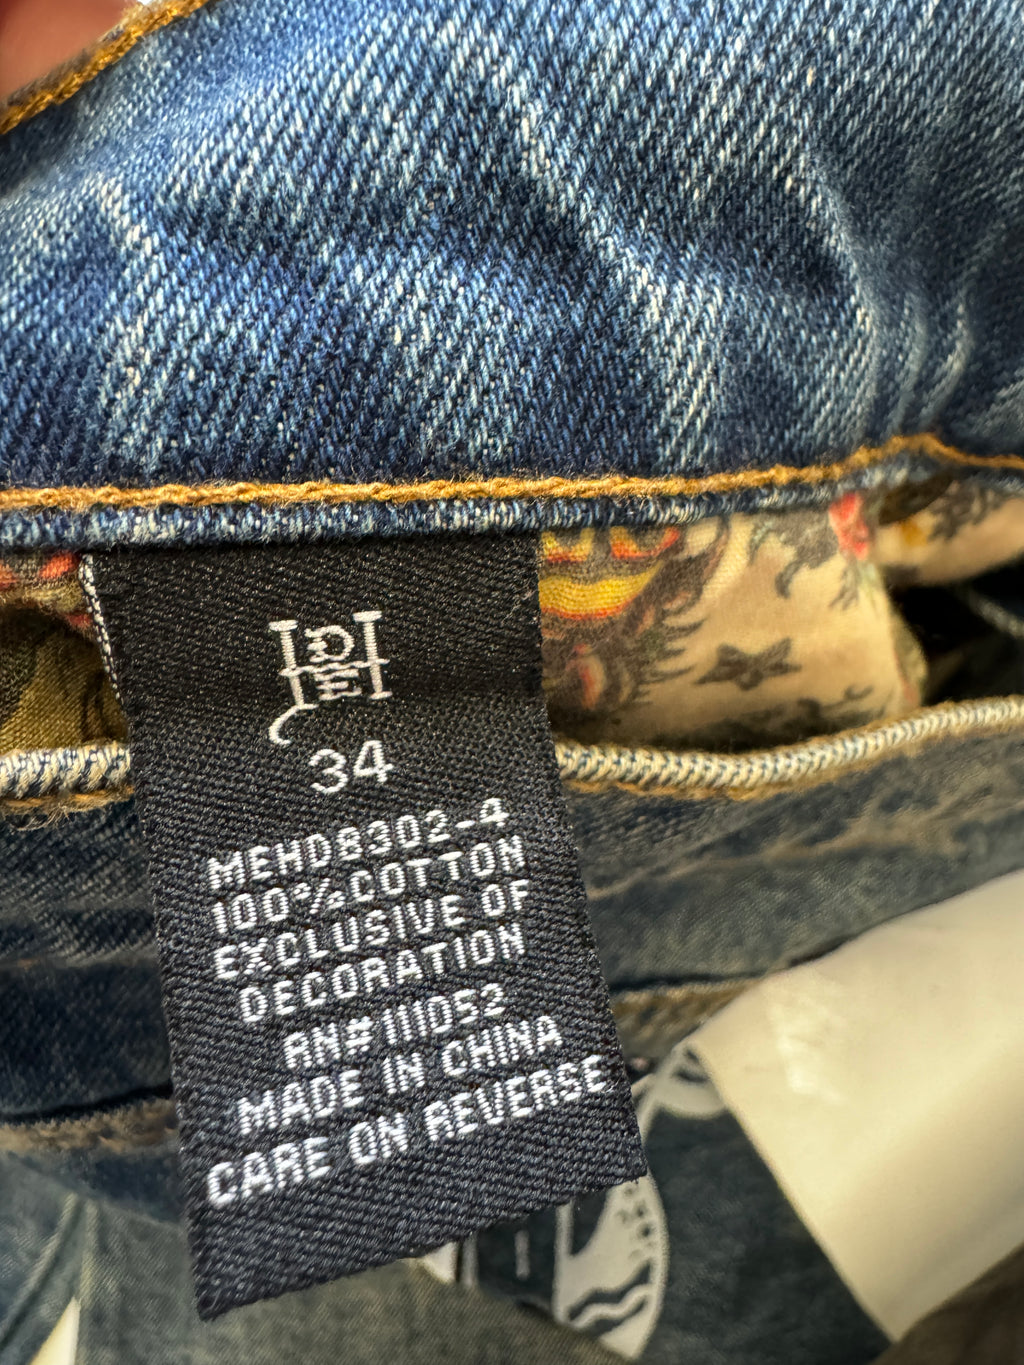 34
MEHD8302-4
100% COTTON
EXCLUSIVE OF
DECORATION
RN#111052
MADE IN CHINA
CARE ON REVERSE